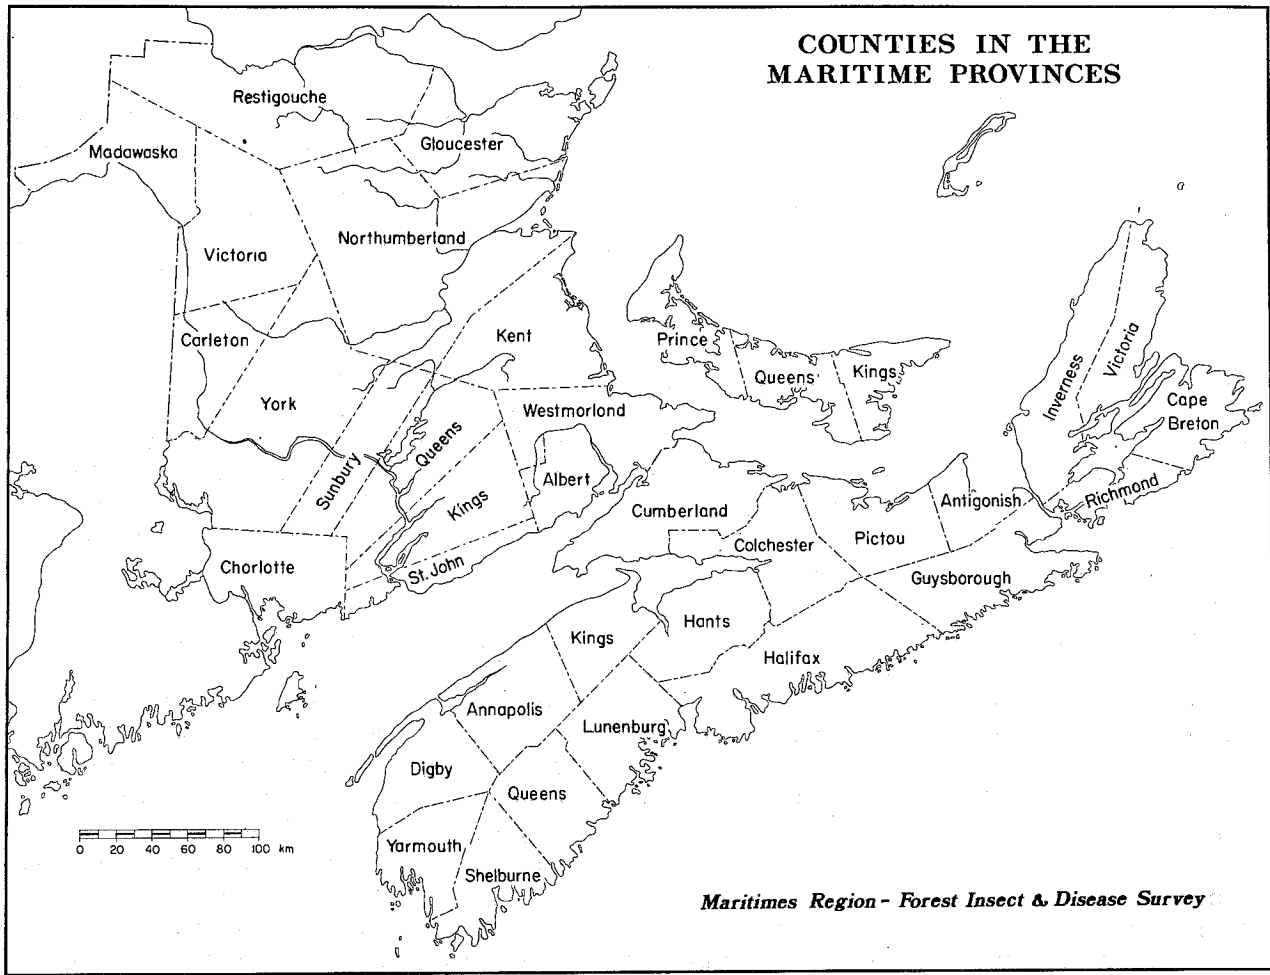 COUNTIES IN THE
MARITIME PROVINCES
Restigouche
Madawaska
Gloucester
Victoria
Northumberland
Carleton
Kent
York
Westmorland
Queens
Sunbury
Kings
Albert
Chorlotte
St. John
Prince
Queens
Kings
Inverness
Victoria
Cape
Breton
Richmond
Cumberland
Colchester
Pictou
Antigonish
Guysborough
Kings
Hants
Halifax
Annapolis
Lunenburg
Digby
Queens
Yarmouth
Shelburne
0 20 40 60 80 100 km
Maritimes Region - Forest Insect & Disease Survey